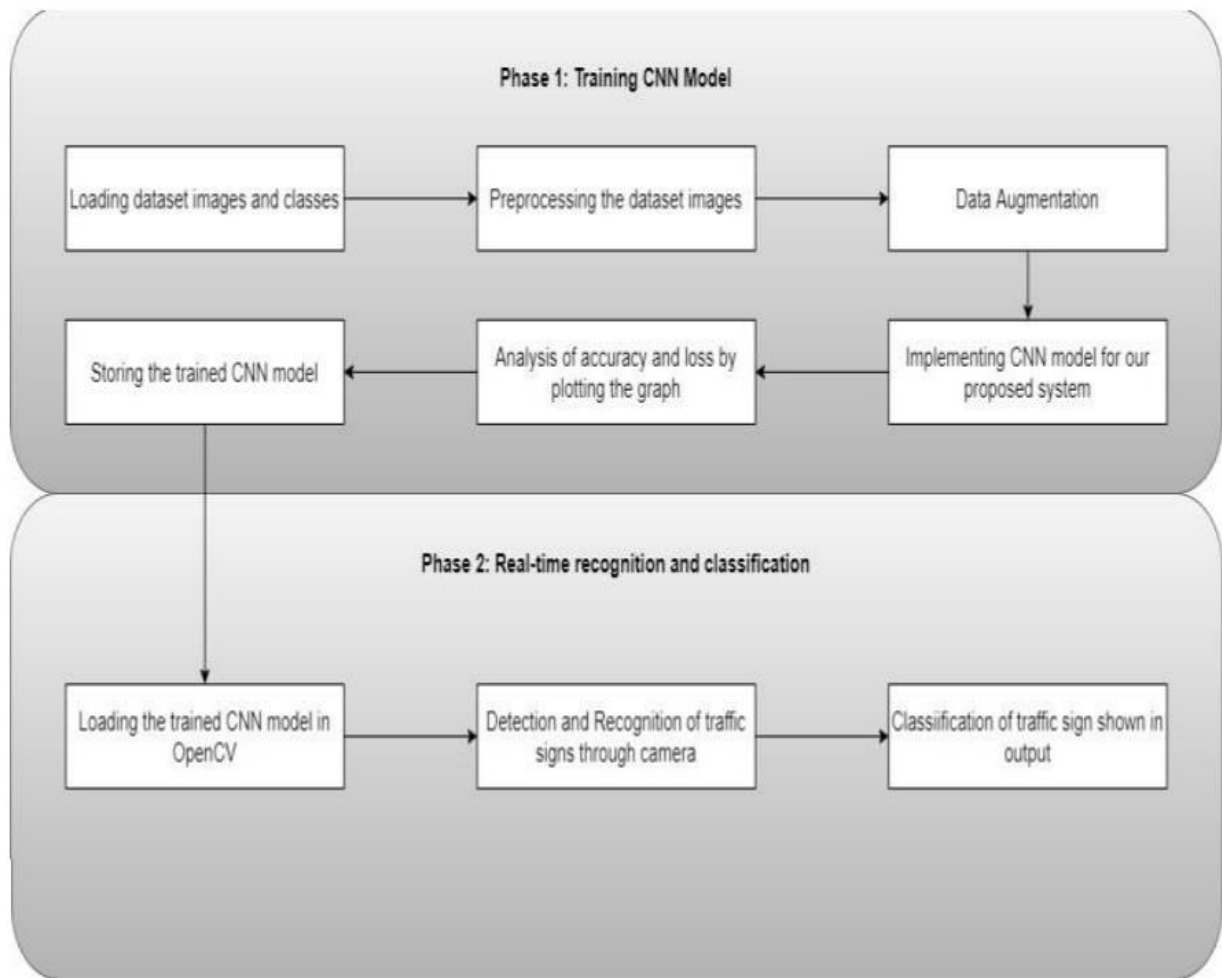 Phase 1: Training CNN Model
Loading dataset images and classes
Preprocessing the dataset images
Data Augmentation
Storing the trained CNN model
Analysis of accuracy and loss by
plotting the graph
Implementing CNN model for our
proposed system
Phase 2: Real-time recognition and classification
Loading the trained CNN model in
OpenCV
Detection and Recognition of traffic
signs through camera
Classiification of traffic sign shown in
output